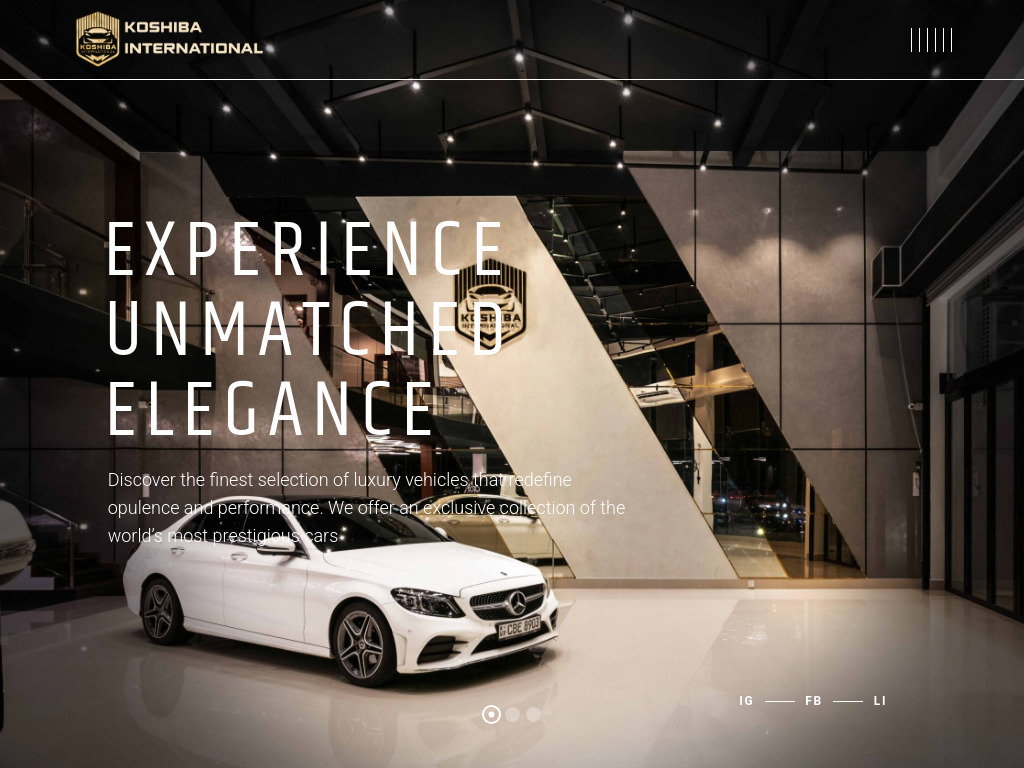 KOSHIBA
INTERNATIONAL
KOSHIBA
INTERNATIONAL
EXPERIENCE
UNMATCHED
ELEGANCE
KOSHIBA
INTERNATIONAL
Discover the finest selection of luxury vehicles that redefine
opulence and performance. We offer an exclusive collection of the
world's most prestigious cars
CBE 8903
IG
FB
LI